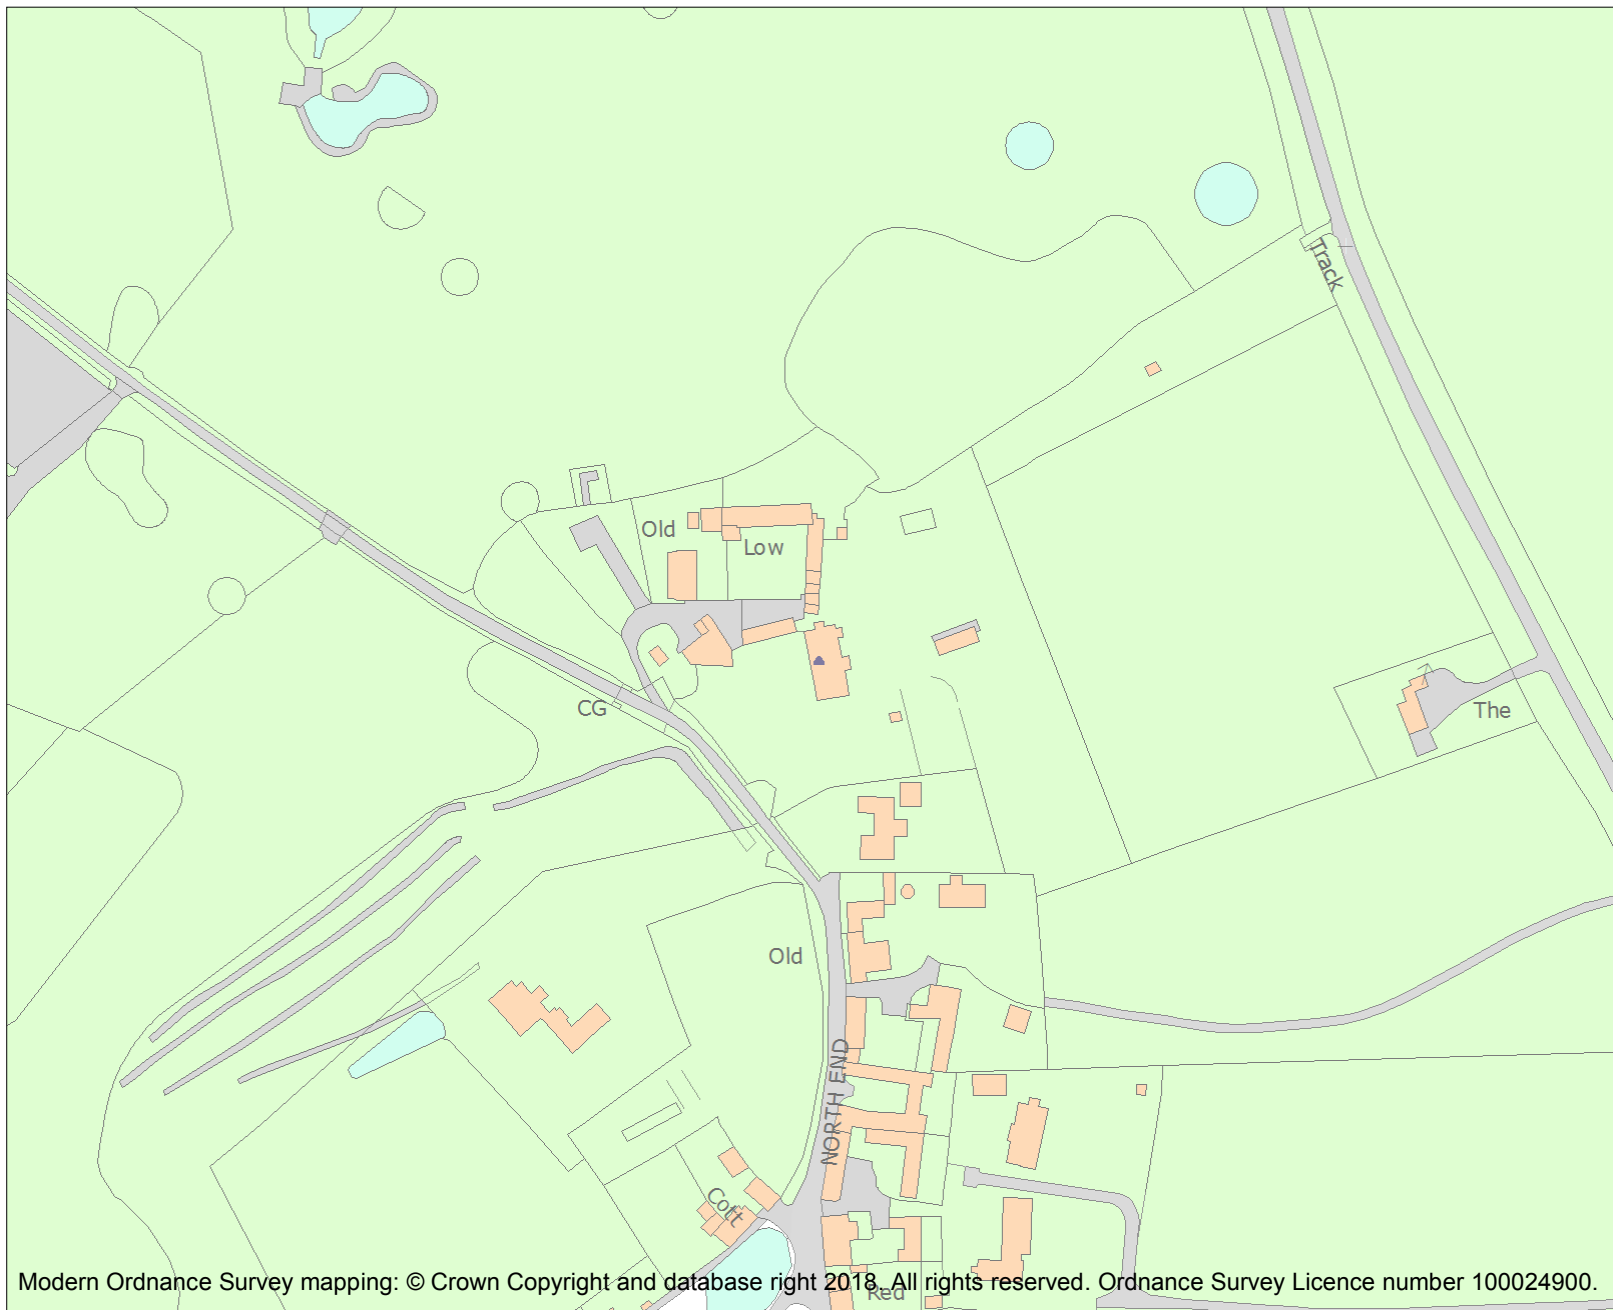 Track
Old
Low
CG
The
Old
NORTH END
Cott
Red
Modern Ordnance Survey mapping: © Crown Copyright and database right 2018. All rights reserved. Ordnance Survey Licence number 100024900.